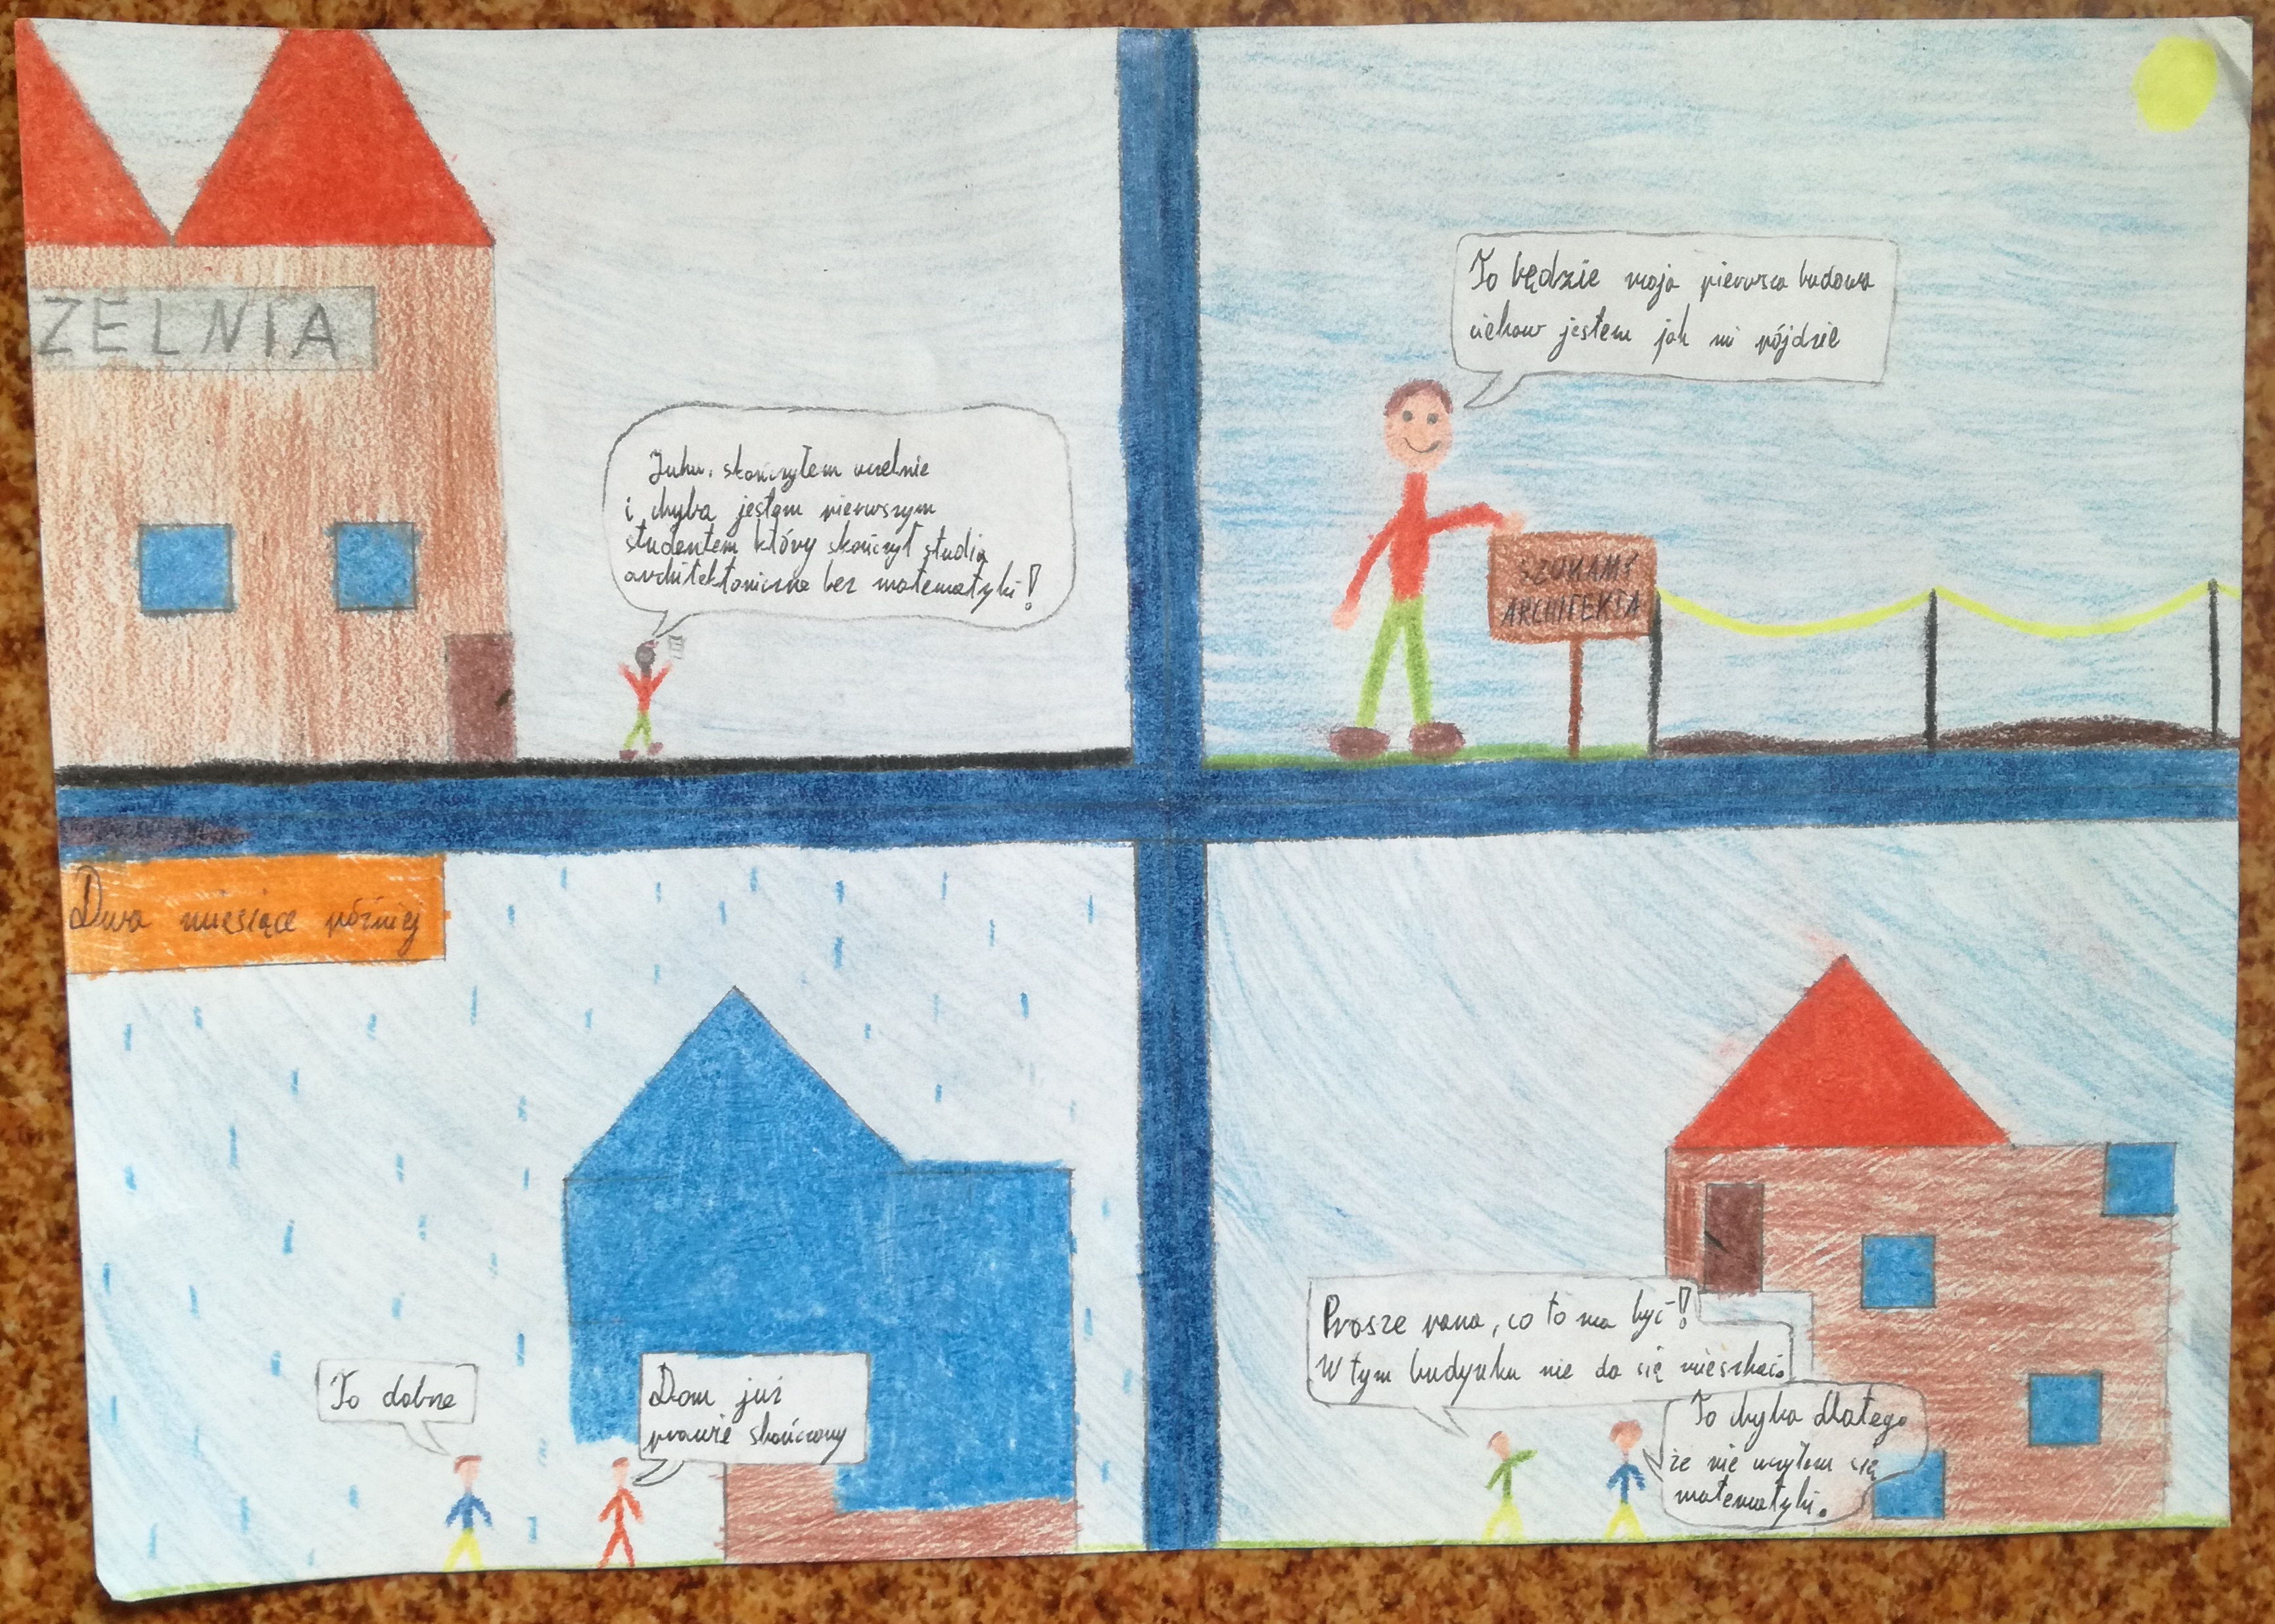 ZELNIA
Juhu, skończyłem uczelnie
i chyba jestem pierwszym
studentem który skończył studia
architektoniczne bez matematyki!
To będzie moja pierwsza budowa
ciekaw jestem jak mi pójdzie
SZUKAMY
ARCHITEKTA
Dwa miesiące później
To dobrze
Dom już
prawie skończony
Prosze pana, co to ma być!
W tym budynku nie da się mieszkać.
To chyba dlatego
że nie uczyłem się
matematyki.